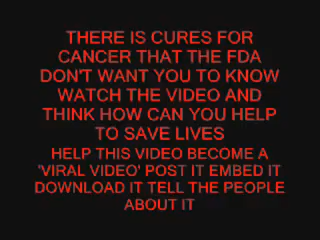 THERE IS CURES FOR
CANCER THAT THE FDA
DON'T WANT YOU TO KNOW
WATCH THE VIDEO AND
THINK HOW CAN YOU HELP
TO SAVE LIVES
HELP THIS VIDEO BECOME A
'VIRAL VIDEO' POST IT EMBED IT
DOWNLOAD IT TELL THE PEOPLE
ABOUT IT